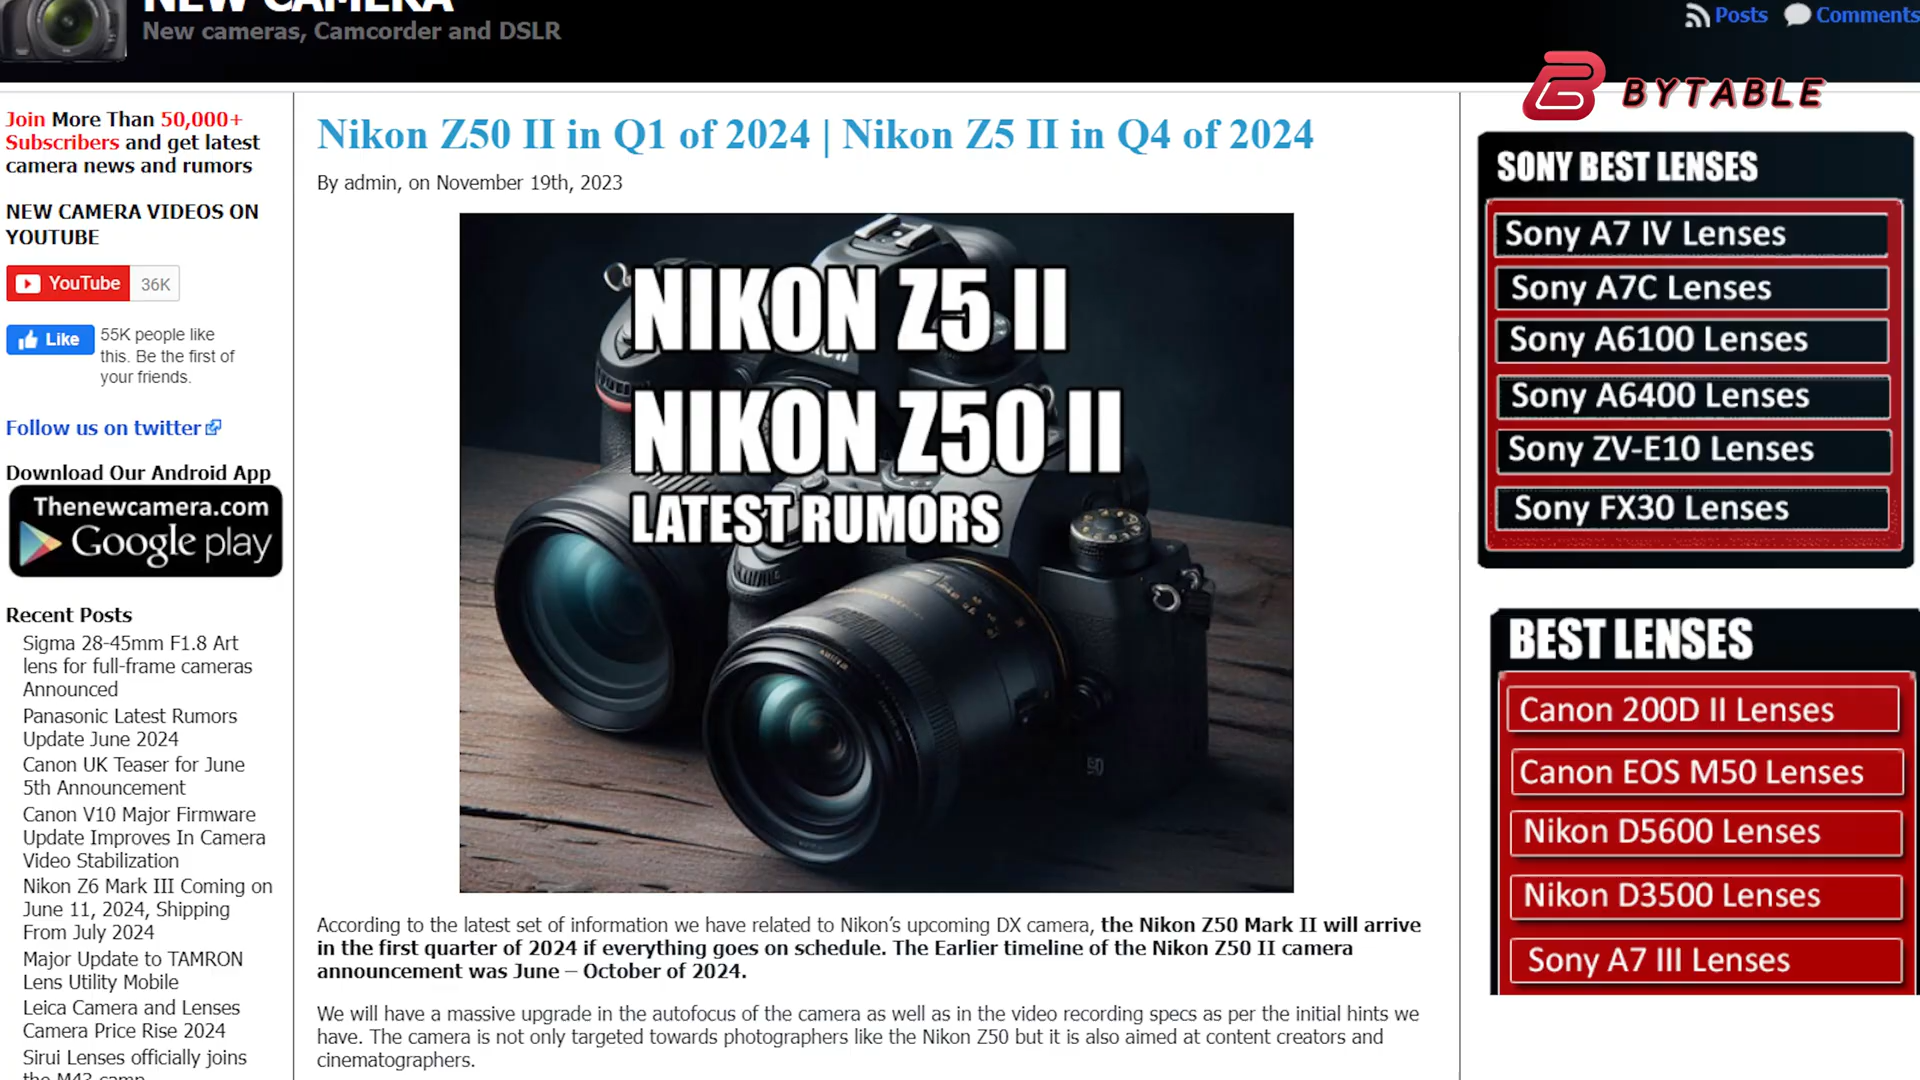 NEW CAMERA
New cameras, Camcorder and DSLR
Posts
Comments
BYTABLE
Join More Than 50,000+
Subscribers and get latest
camera news and rumors
NEW CAMERA VIDEOS ON
YOUTUBE
YouTube
36K
Like
55K people like
this. Be the first of
your friends.
Follow us on twitter
Download Our Android App
Thenewcamera.com
Google play
Recent Posts
Sigma 28-45mm F1.8 Art
lens for full-frame cameras
Announced
Panasonic Latest Rumors
Update June 2024
Canon UK Teaser for June
5th Announcement
Canon V10 Major Firmware
Update Improves In Camera
Video Stabilization
Nikon Z6 Mark III Coming on
June 11, 2024, Shipping
From July 2024
Major Update to TAMRON
Lens Utility Mobile
Leica Camera and Lenses
Camera Price Rise 2024
Sirui Lenses officially joins
the M43 camp
Nikon Z50 II in Q1 of 2024 | Nikon Z5 II in Q4 of 2024
By admin, on November 19th, 2023
NIKON Z5 II
NIKON Z50 II
LATEST RUMORS
According to the latest set of information we have related to Nikon’s upcoming DX camera, the Nikon Z50 Mark II will arrive
in the first quarter of 2024 if everything goes on schedule. The Earlier timeline of the Nikon Z50 II camera
announcement was June – October of 2024.
We will have a massive upgrade in the autofocus of the camera as well as in the video recording specs as per the initial hints we
have. The camera is not only targeted towards photographers like the Nikon Z50 but it is also aimed at content creators and
cinematographers.
SONY BEST LENSES
Sony A7 IV Lenses
Sony A7C Lenses
Sony A6100 Lenses
Sony A6400 Lenses
Sony ZV-E10 Lenses
Sony FX30 Lenses
BEST LENSES
Canon 200D II Lenses
Canon EOS M50 Lenses
Nikon D5600 Lenses
Nikon D3500 Lenses
Sony A7 III Lenses